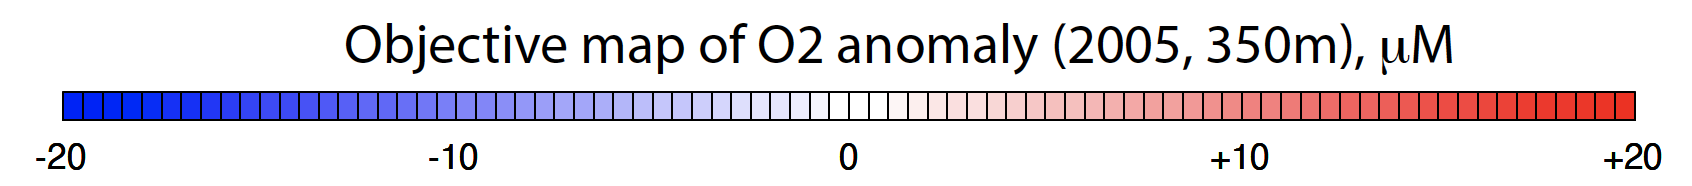 Objective map of O2 anomaly (2005, 350m), μM
-20 -10 0 +10 +20